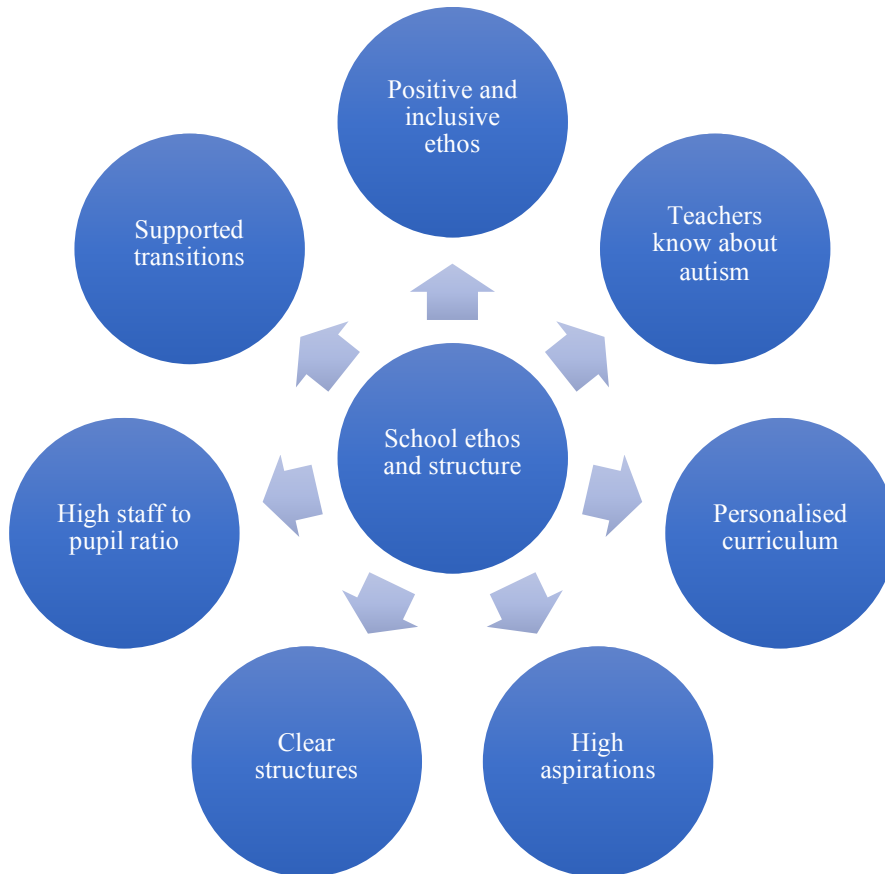 Positive and
inclusive
ethos
Teachers
know about
autism
Personalised
curriculum
High
aspirations
Clear
structures
High staff to
pupil ratio
Supported
transitions
School ethos
and structure